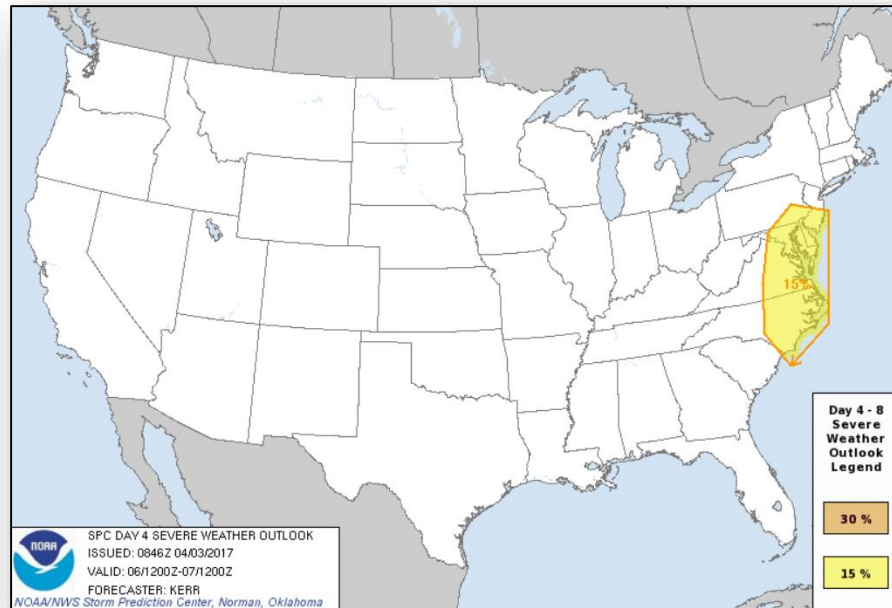 15%
Day 4 - 8
Severe
Weather
Outlook
Legend
30 %
15 %
NOAA
SPC DAY 4 SEVERE WEATHER OUTLOOK
ISSUED: 0846Z 04/03/2017
VALID: 06/1200Z-07/1200Z
FORECASTER: KERR
NOAA/NWS Storm Prediction Center, Norman, Oklahoma